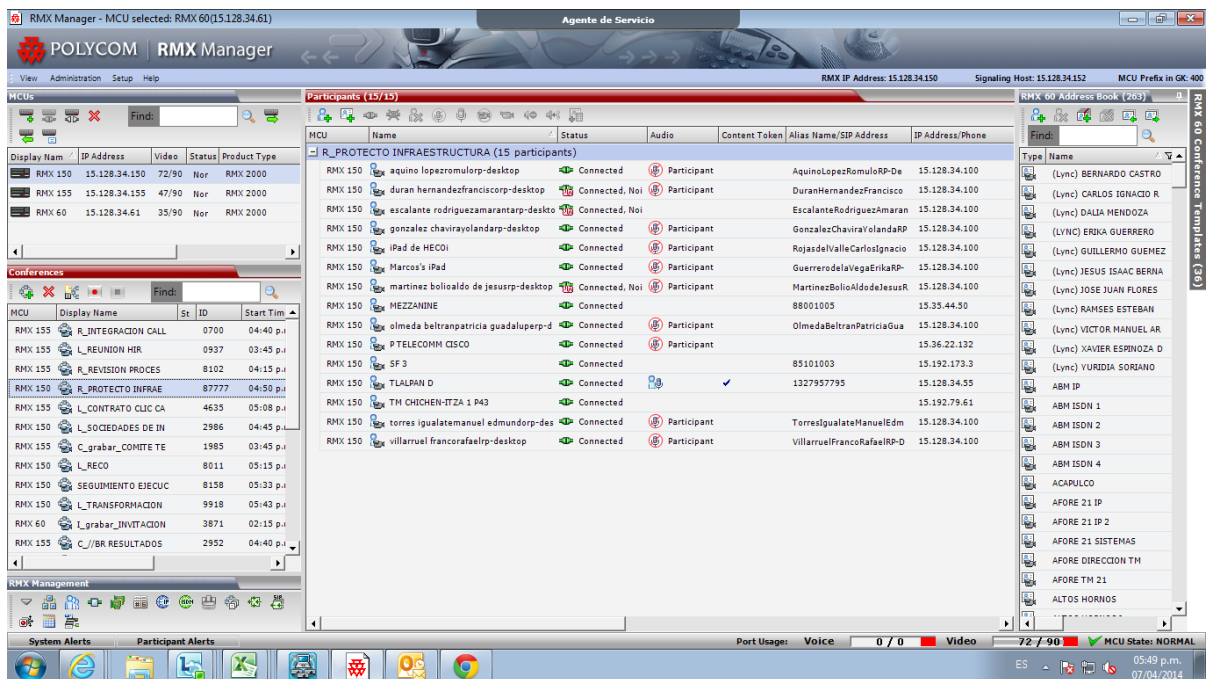 RMX Manager - MCU selected: RMX 60(15.128.34.61)
Agente de Servicio
POLYCOM | RMX Manager
View Administration Setup Help
RMX IP Address: 15.128.34.150 Signaling Host: 15.128.34.152 MCU Prefix in GK: 400
MCUs
Find:
Display Nam IP Address Video Status Product Type
RMX 150 15.128.34.150 72/90 Nor RMX 2000
RMX 155 15.128.34.155 47/90 Nor RMX 2000
RMX 60 15.128.34.61 35/90 Nor RMX 2000
Conferences
Find:
MCU Display Name St ID Start Tim
RMX 155 R_INTEGRACION CALL 0700 04:40 p.
RMX 155 L_REUNION HIR 0937 03:45 p.
RMX 155 R_REVISION PROCES 8102 04:15 p.
RMX 150 R_PROTECTO INFRAE 87777 04:50 p.
RMX 155 L_CONTRATO CLIC CA 4635 05:08 p.
RMX 150 L_SOCIEDADES DE IN 2986 04:45 p.
RMX 155 C_grabar_COMITE TE 1985 03:45 p.
RMX 150 L_RECO 8011 05:15 p.
RMX 150 SEGUIMIENTO EJECUC 8158 05:33 p.
RMX 150 L_TRANSFORMACION 9918 05:43 p.
RMX 60 I_grabar_INVITACION 3871 02:15 p.
RMX 155 C_//BR RESULTADOS 2952 04:40 p.
RMX Management
Participants (15/15)
MCU Name Status Audio Content Token Alias Name/SIP Address IP Address/Phone
R_PROTECTO INFRAESTRUCTURA (15 participants)
RMX 150 aquino lopezromulorp-desktop Connected Participant AquinoLopezRomuloRP-De 15.128.34.100
RMX 150 duran hernandezfranciscorp-desktop Connected, Noi Participant DuranHernandezFrancisco 15.128.34.100
RMX 150 escalante rodriguezamarantarp-deskto Connected, Noi EscalanteRodriguezAmaran 15.128.34.100
RMX 150 gonzalez chavirayolandarp-desktop Connected Participant GonzalezChaviraYolandaRP 15.128.34.100
RMX 150 iPad de HECOi Connected Participant RojasdelValleCarlosIgnacio 15.128.34.100
RMX 150 Marcos's iPad Connected Participant GuerrerodelaVegaErikaRP- 15.128.34.100
RMX 150 martinez bolioaldo de jesusrp-desktop Connected, Noi Participant MartinezBolioAldodeJesusR 15.128.34.100
RMX 150 MEZZANINE Connected 88001005 15.35.44.50
RMX 150 olmeda beltranpatricia guadaluperp-d Connected Participant OlmedaBeltranPatriciaGua 15.128.34.100
RMX 150 PTELECOMM CISCO Connected Participant 15.36.22.132
RMX 150 SF 3 Connected 85101003 15.192.173.3
RMX 150 TLALPAN D Connected 1327957795 15.128.34.55
RMX 150 TM CHICHEN-ITZA 1 P43 Connected 15.192.79.61
RMX 150 torres igualatemanuel edmundorp-des Connected Participant TorresIgualateManuelEdm 15.128.34.100
RMX 150 villarruel francorafaelrp-desktop Connected Participant VillarruelFrancoRafaelRP-D 15.128.34.100
RMX 60 Address Book (263)
Find:
Type Name
(Lync) BERNARDO CASTRO
(Lync) CARLOS IGNACIO R
(Lync) DALIA MENDOZA
(LYNC) ERIKA GUERRERO
(Lync) GUILLERMO GUEMEZ
(Lync) JESUS ISAAC BERNA
(Lync) JOSE JUAN FLORES
(Lync) RAMSES ESTEBAN
(Lync) VICTOR MANUEL AR
(Lync) XAVIER ESPINOZA D
(Lync) YURIDIA SORIANO
ABM IP
ABM ISDN 1
ABM ISDN 2
ABM ISDN 3
ABM ISDN 4
ACAPULCO
AFORE 21 IP
AFORE 21 IP 2
AFORE 21 SISTEMAS
AFORE DIRECCION TM
AFORE TM 21
ALTOS HORNOS
RMX 60 Conference Templates (36)
System Alerts Participant Alerts Port Usage: Voice 0 / 0 Video 72 / 90 MCU State: NORMAL
ES 05:49 p.m.
07/04/2014